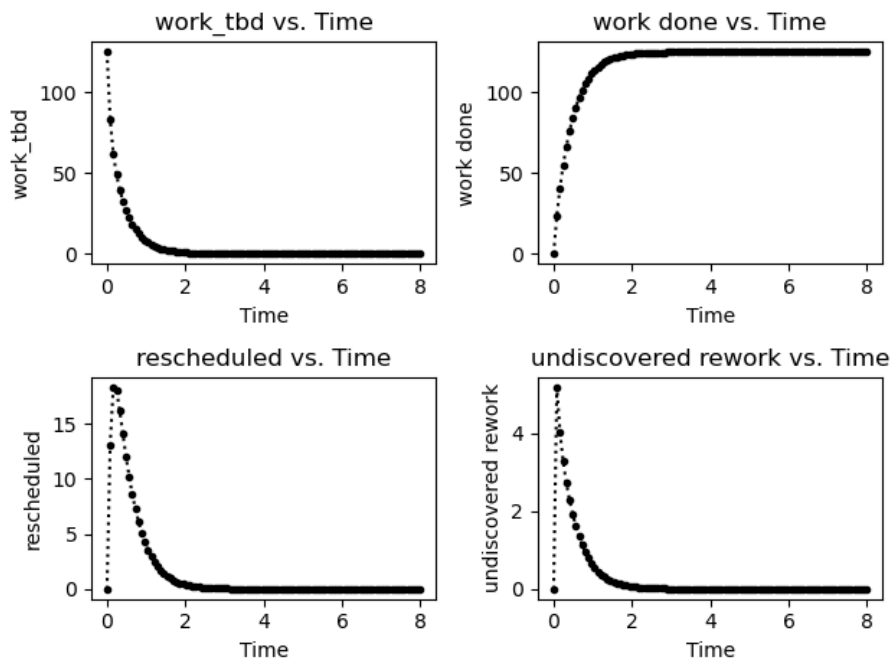 work_tbd vs. Time
work_tbd
100
50
0
0 2 4 6 8
Time
work done vs. Time
work done
100
50
0
0 2 4 6 8
Time
rescheduled vs. Time
rescheduled
15
10
5
0
0 2 4 6 8
Time
undiscovered rework vs. Time
undiscovered rework
4
2
0
0 2 4 6 8
Time